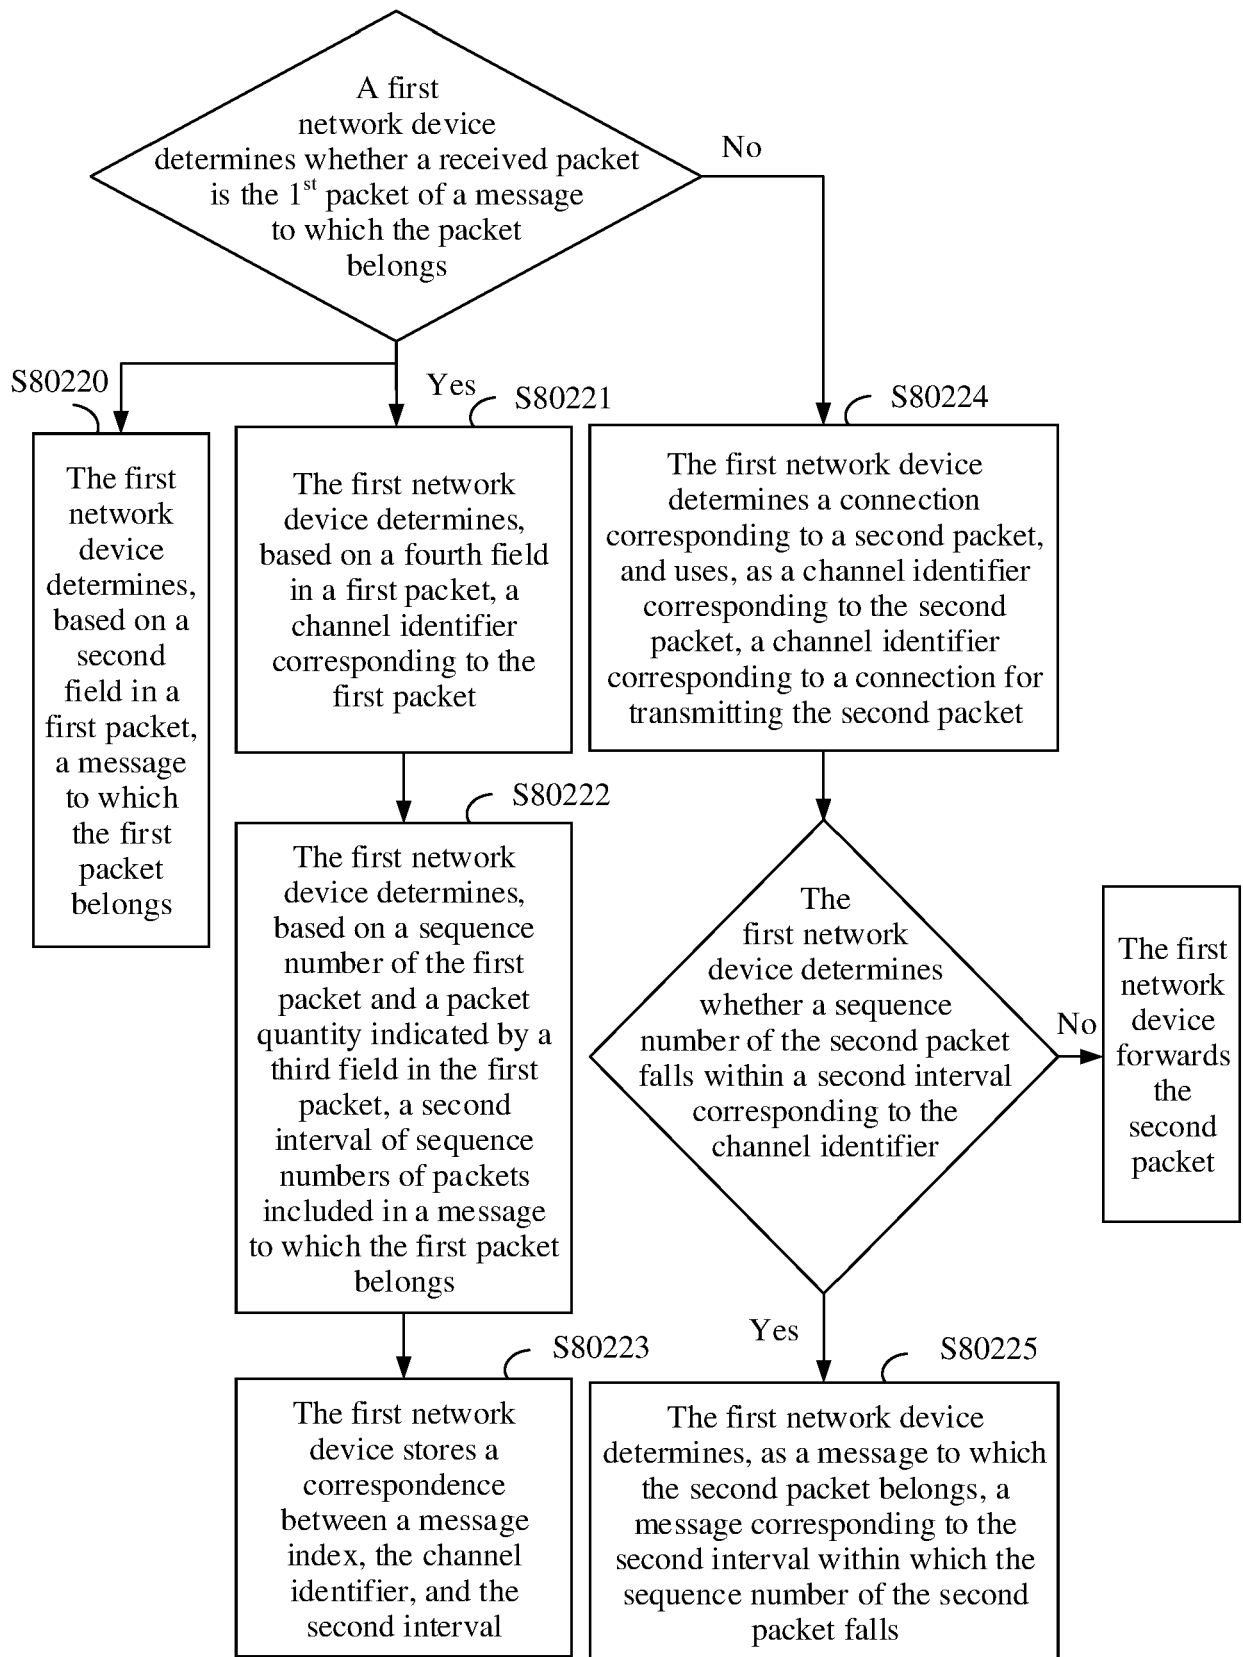 A first
network device
determines whether a received packet
is the 1st packet of a message
to which the packet
belongs
No
Yes
S80220
The first
network
device
determines,
based on a
second
field in a
first packet,
a message
to which
the first
packet
belongs
S80221
The first network
device determines,
based on a fourth field
in a first packet, a
channel identifier
corresponding to the
first packet
S80222
The first network
device determines,
based on a sequence
number of the first
packet and a packet
quantity indicated by a
third field in the first
packet, a second
interval of sequence
numbers of packets
included in a message
to which the first packet
belongs
S80223
The first network
device stores a
correspondence
between a message
index, the channel
identifier, and the
second interval
S80224
The first network device
determines a connection
corresponding to a second packet,
and uses, as a channel identifier
corresponding to the second
packet, a channel identifier
corresponding to a connection for
transmitting the second packet
The
first network
device determines
whether a sequence
number of the second packet
falls within a second interval
corresponding to the
channel identifier
No
The first
network
device
forwards
the
second
packet
Yes
S80225
The first network device
determines, as a message to which
the second packet belongs, a
message corresponding to the
second interval within which the
sequence number of the second
packet falls